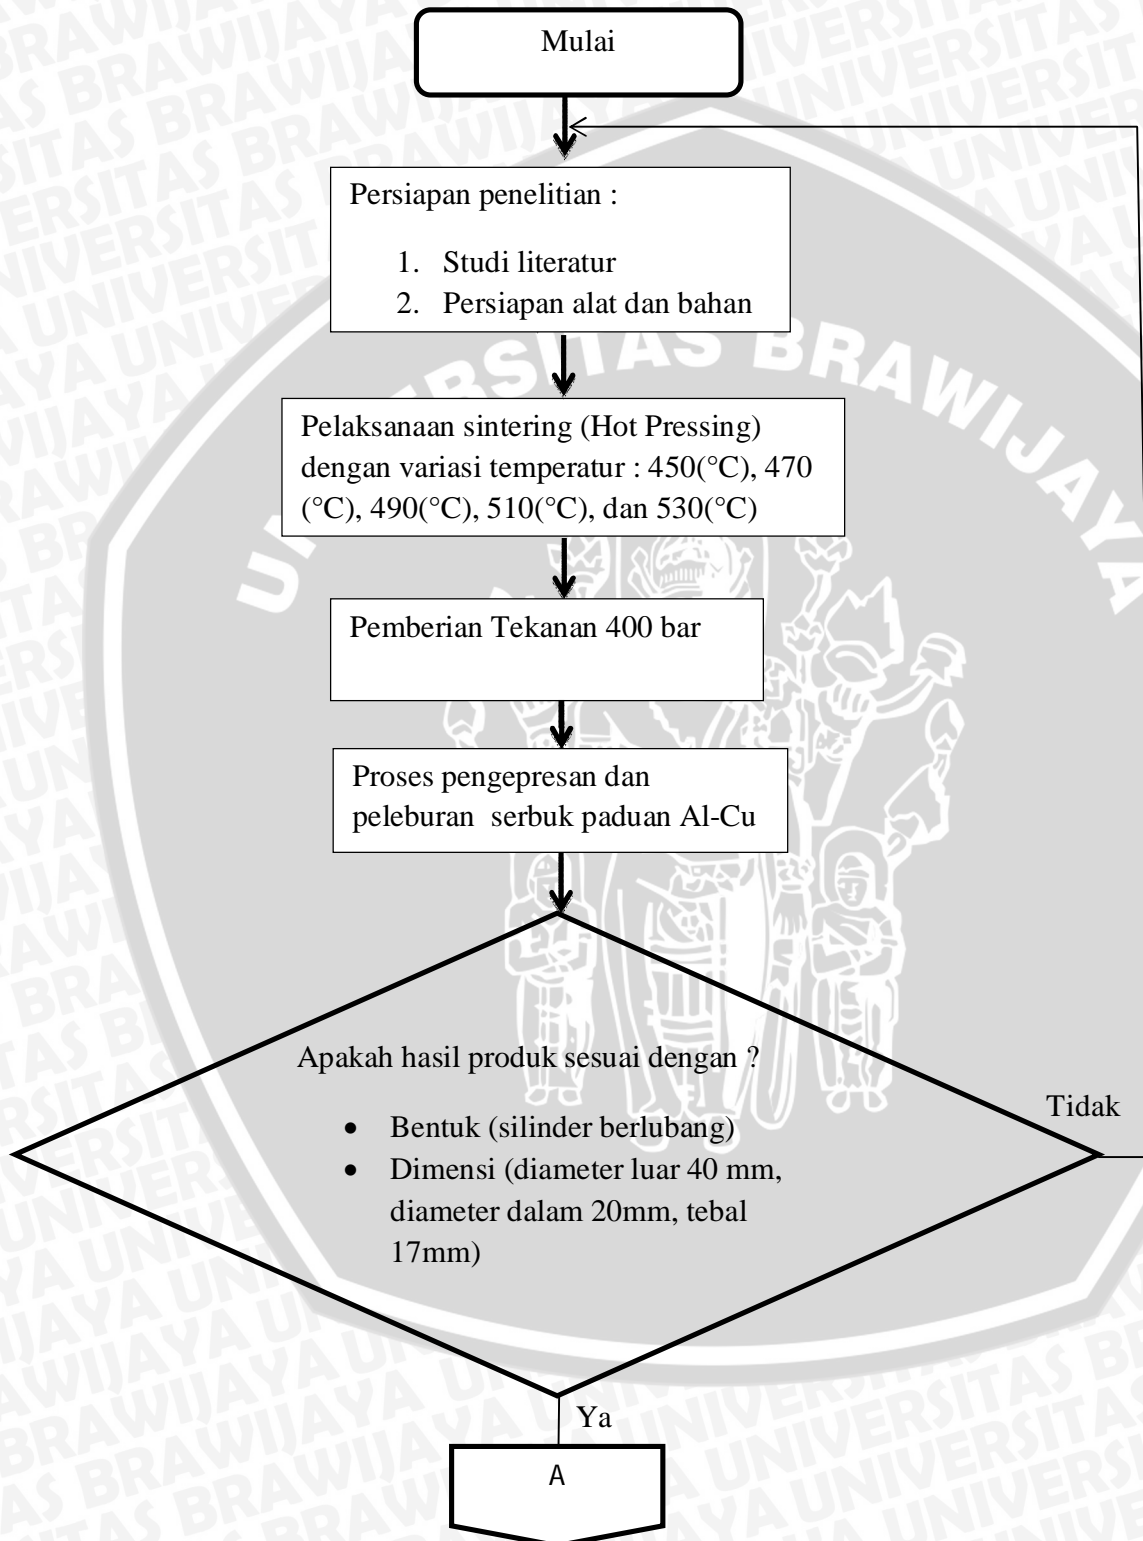 Mulai
Persiapan penelitian :
1. Studi literatur
2. Persiapan alat dan bahan
Pelaksanaan sintering (Hot Pressing)
dengan variasi temperatur : 450(°C), 470
(°C), 490(°C), 510(°C), dan 530(°C)
Pemberian Tekanan 400 bar
Proses pengepresan dan
peleburan serbuk paduan Al-Cu
Apakah hasil produk sesuai dengan ?
• Bentuk (silinder berlubang)
• Dimensi (diameter luar 40 mm,
diameter dalam 20mm, tebal
17mm)
Tidak
Ya
A
UNIVERSITAS BRAWIJAYA